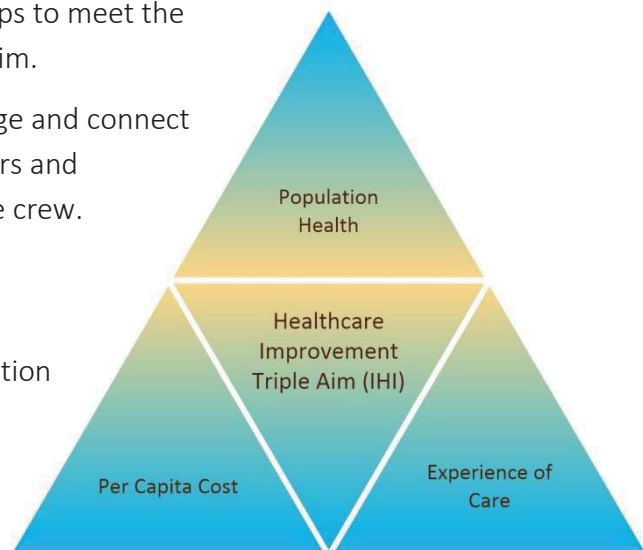 ps to meet the
im.
ge and connect
rs and
e crew.
tion
Population
Health
Healthcare
Improvement
Triple Aim (IHI)
Per Capita Cost
Experience of
Care